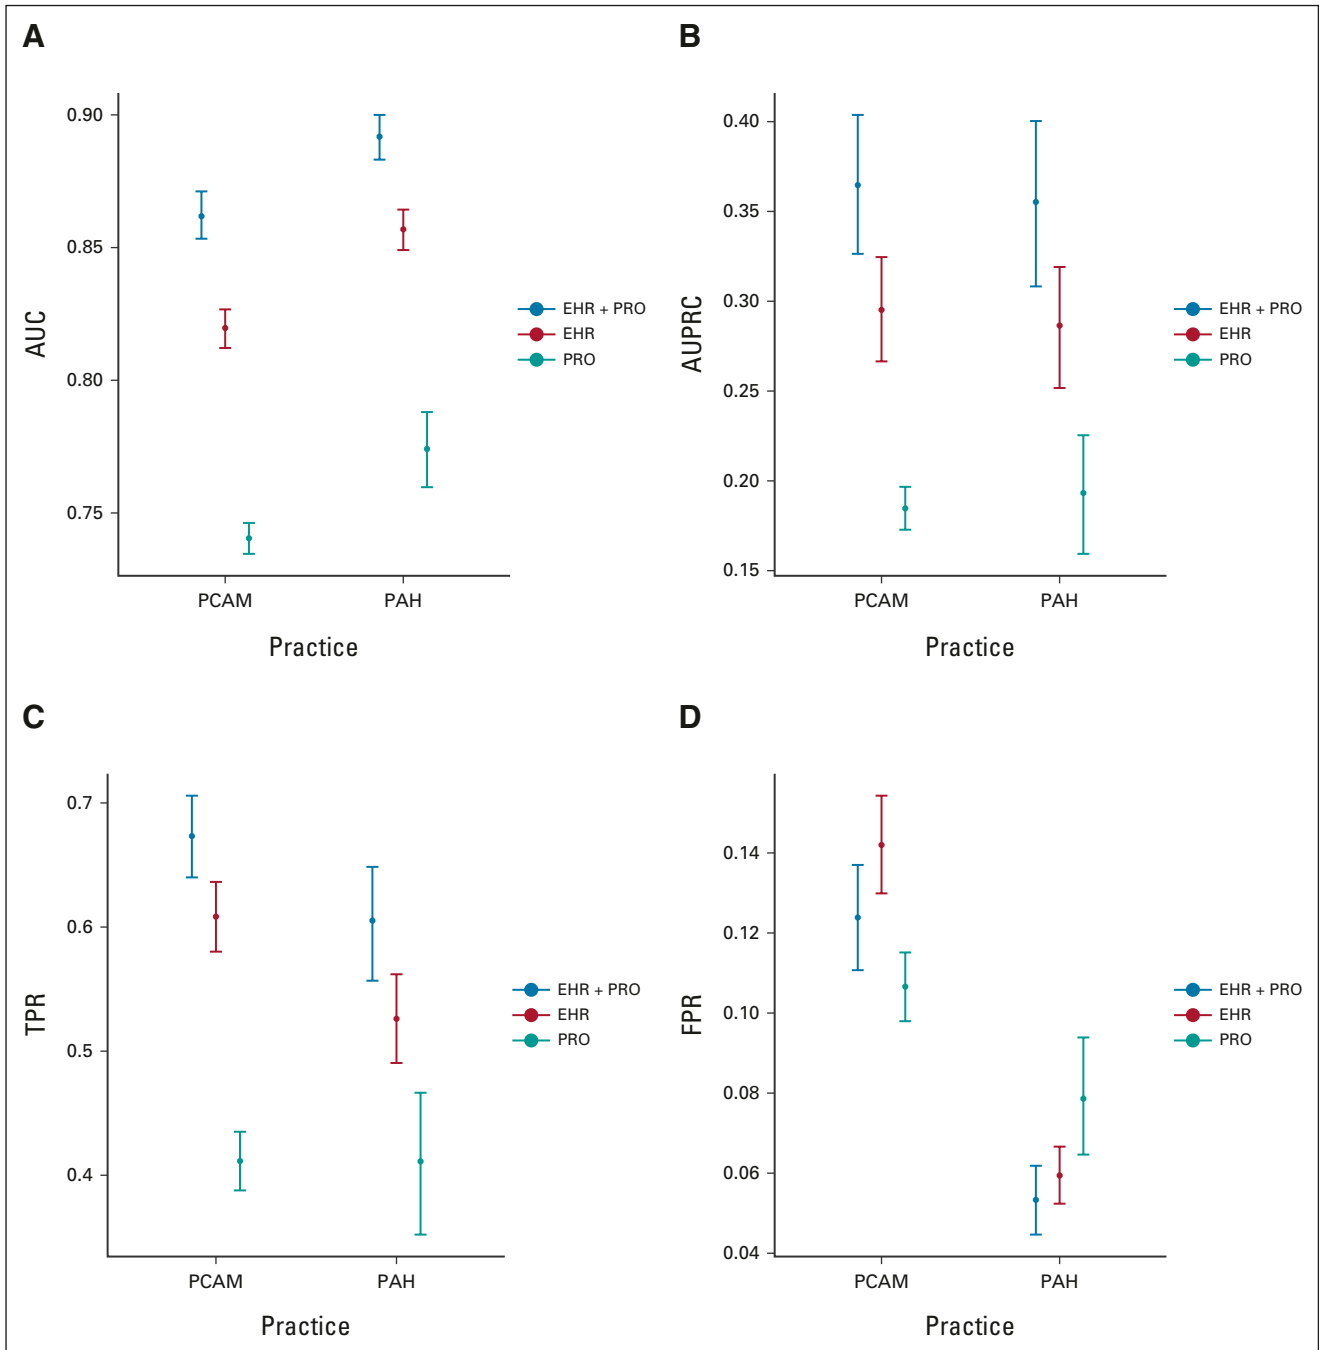 A
0.90
0.85
0.80
0.75
AUC
PCAM PAH
Practice
EHR + PRO
EHR
PRO
B
0.40
0.35
0.30
0.25
0.20
0.15
AUPRC
PCAM PAH
Practice
EHR + PRO
EHR
PRO
C
0.7
0.6
0.5
0.4
TPR
PCAM PAH
Practice
EHR + PRO
EHR
PRO
D
0.14
0.12
0.10
0.08
0.06
0.04
FPR
PCAM PAH
Practice
EHR + PRO
EHR
PRO